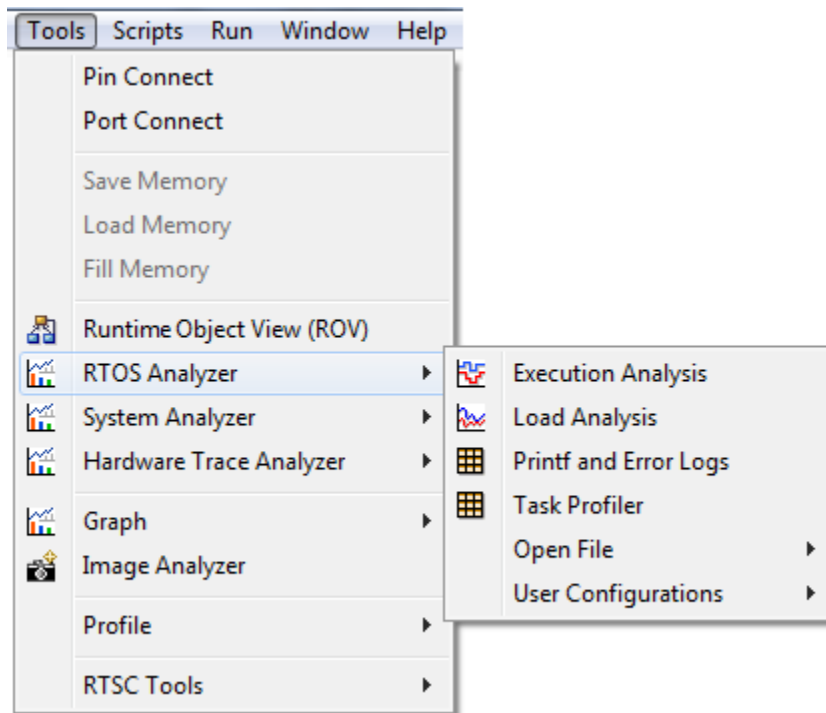 Tools Scripts Run Window Help
Pin Connect
Port Connect
Save Memory
Load Memory
Fill Memory
Runtime Object View (ROV)
RTOS Analyzer
System Analyzer
Hardware Trace Analyzer
Graph
Image Analyzer
Profile
RTSC Tools
Execution Analysis
Load Analysis
Printf and Error Logs
Task Profiler
Open File
User Configurations